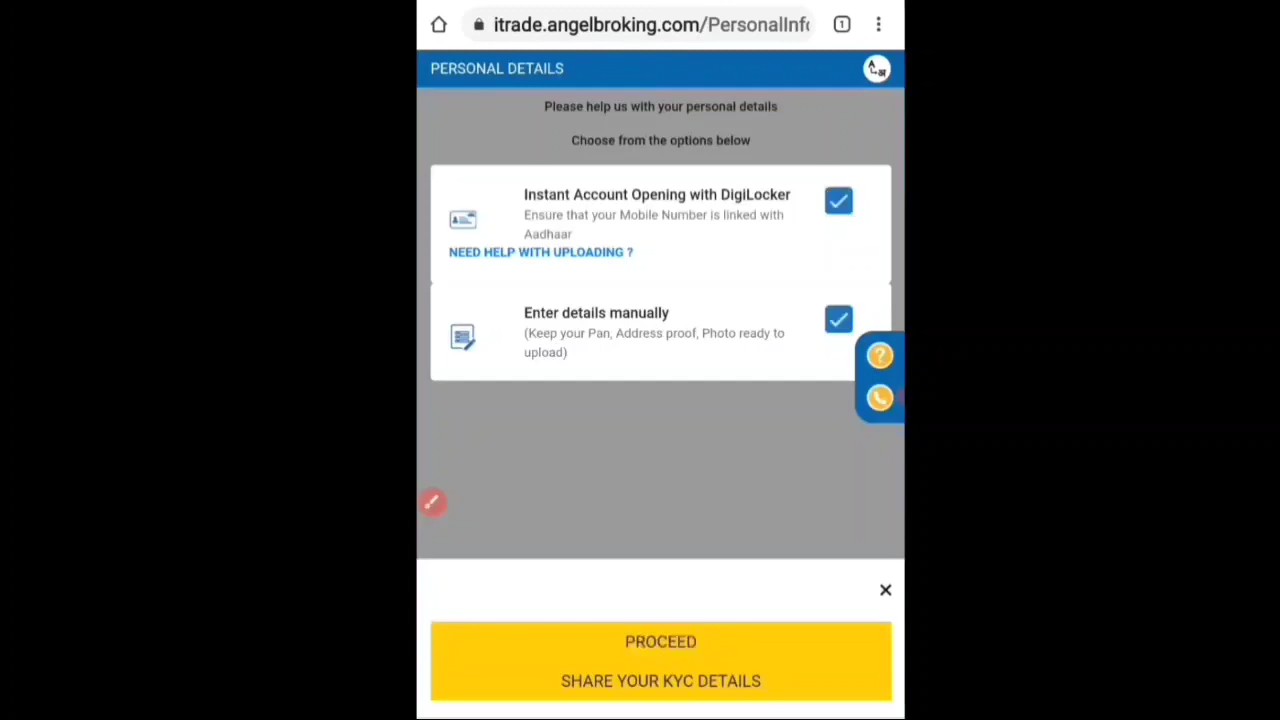 itrade.angelbroking.com/PersonalInfo
1
PERSONAL DETAILS
Please help us with your personal details
Choose from the options below
Instant Account Opening with DigiLocker
Ensure that your Mobile Number is linked with
Aadhaar
NEED HELP WITH UPLOADING ?
Enter details manually
(Keep your Pan, Address proof, Photo ready to
upload)
?
PROCEED
SHARE YOUR KYC DETAILS